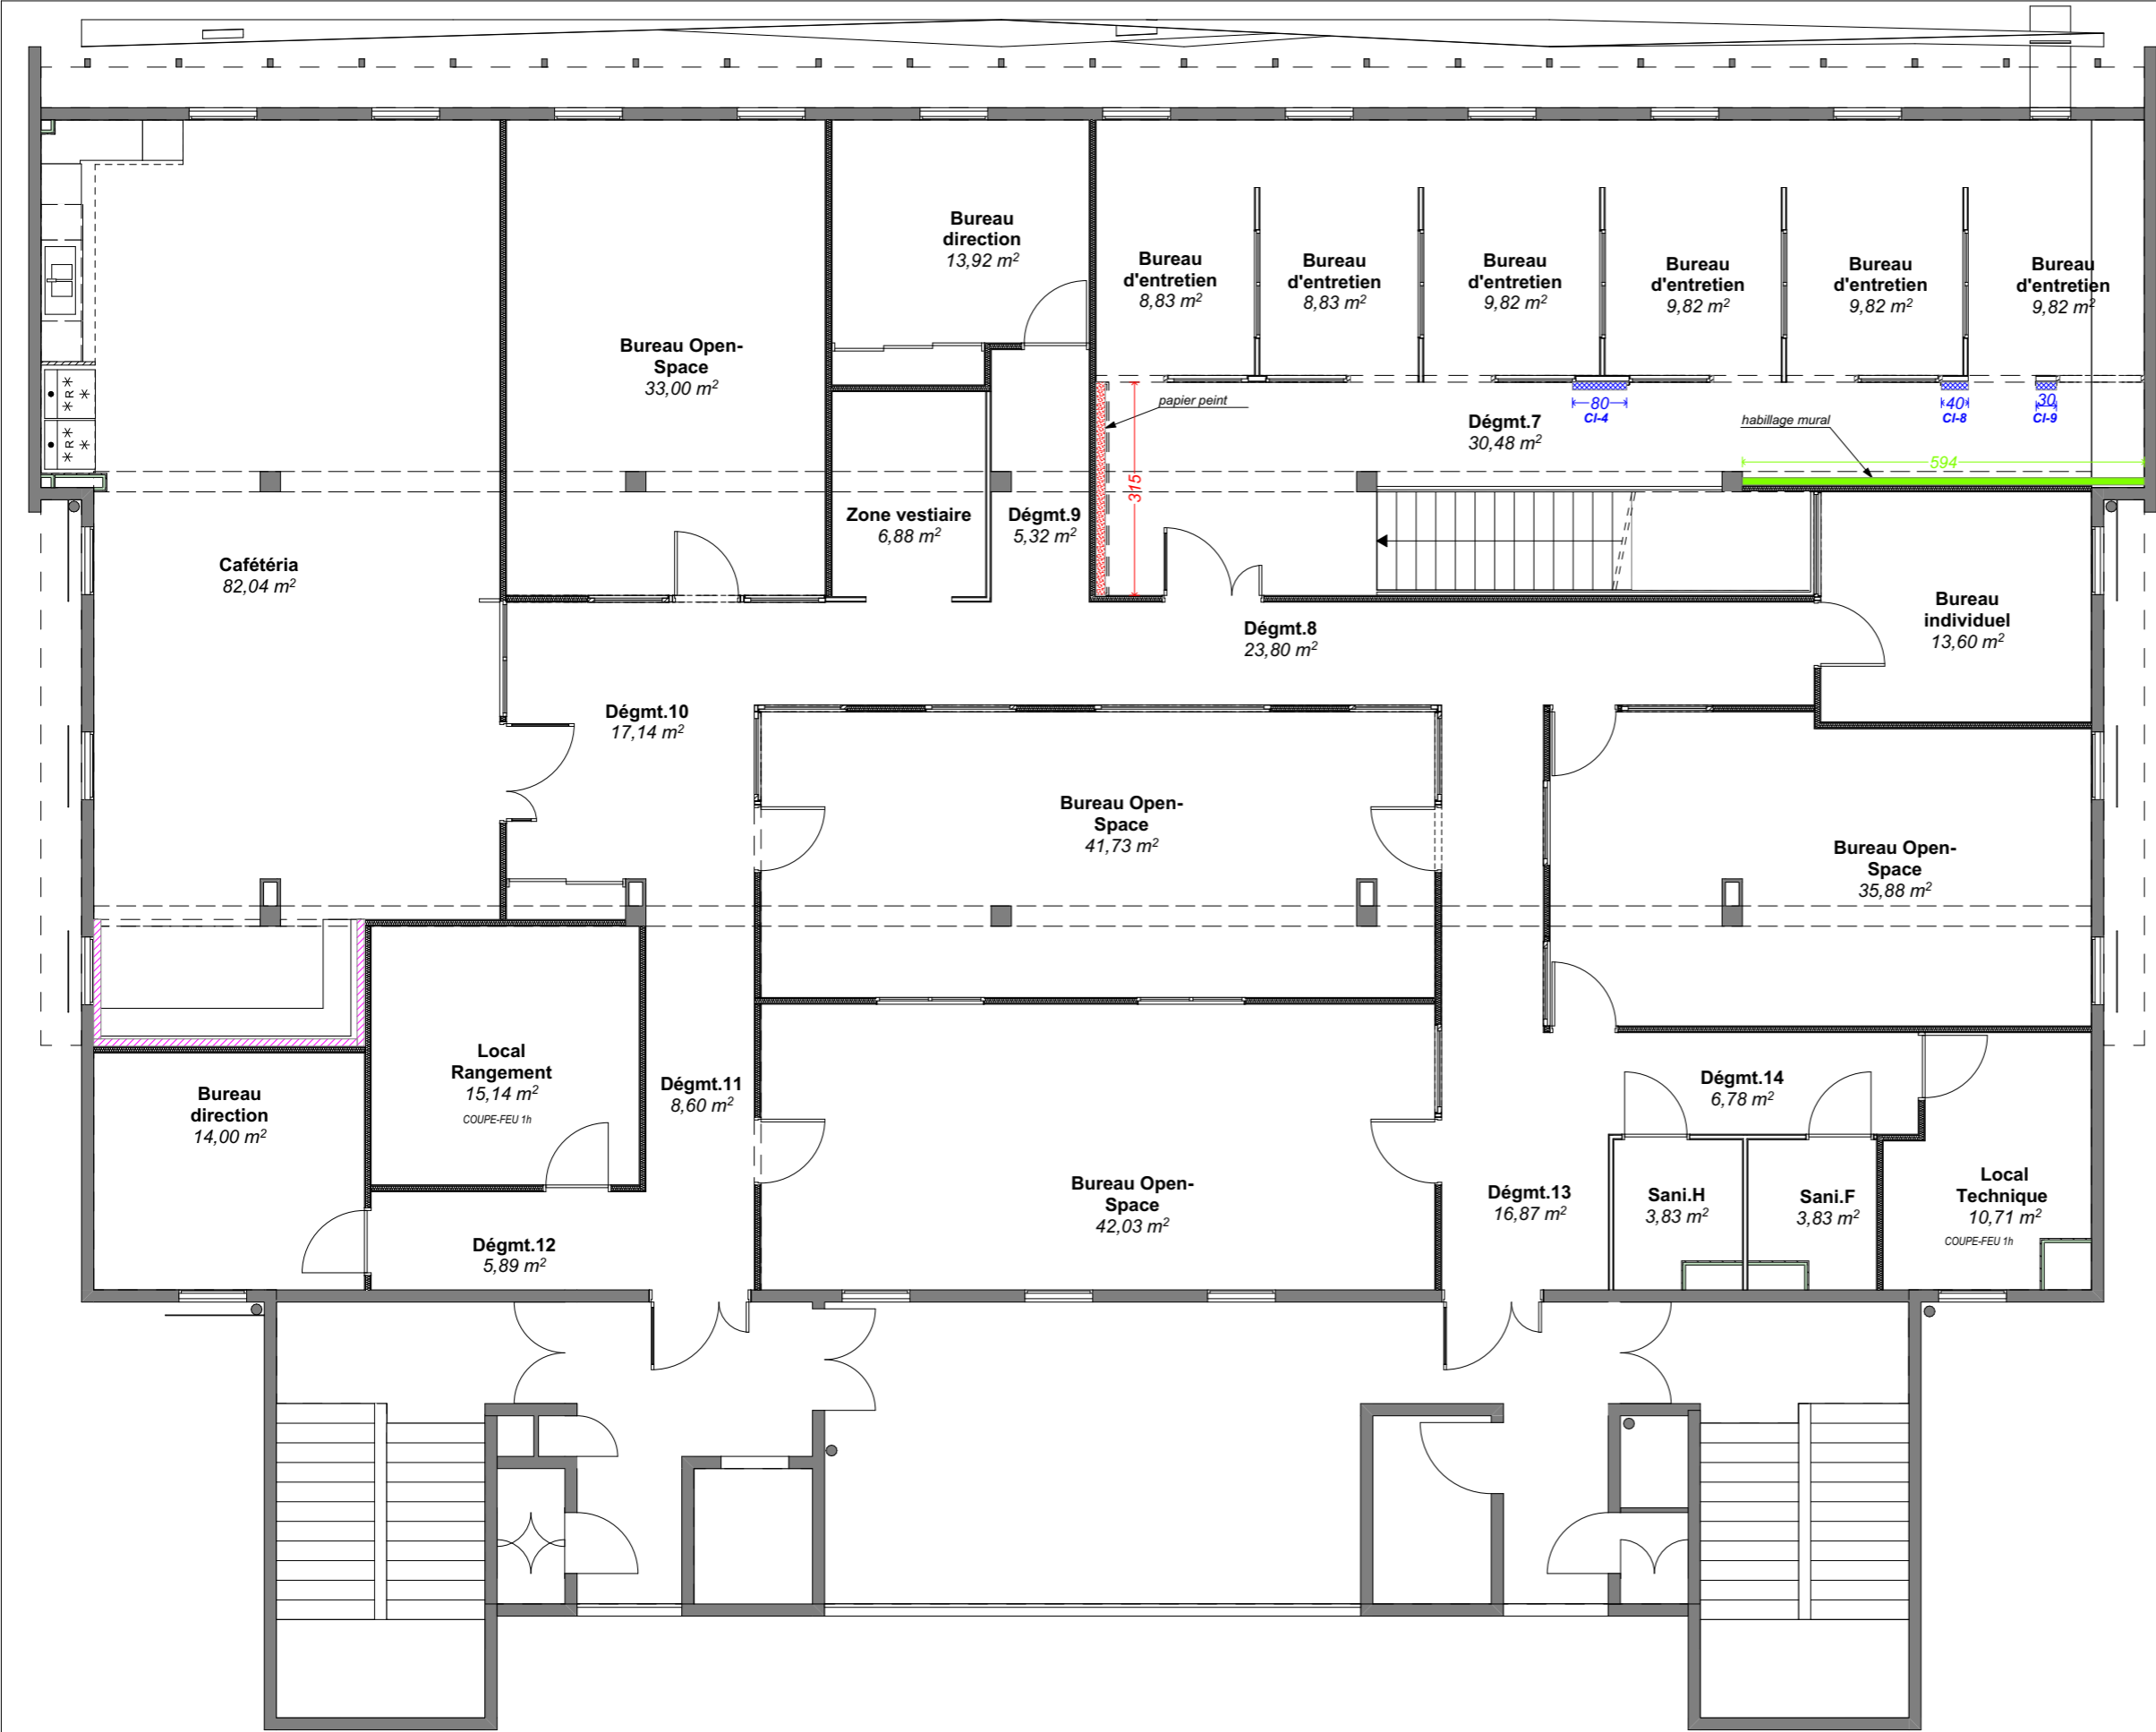 Bureau
direction
13,92 m²
Bureau
d'entretien
8,83 m²
Bureau
d'entretien
8,83 m²
Bureau
d'entretien
9,82 m²
Bureau
d'entretien
9,82 m²
Bureau
d'entretien
9,82 m²
Bureau
d'entretien
9,82 m²
Bureau Open-
Space
33,00 m²
*R*
*
*R*
*
papier peint
315
Dégmt.7
30,48 m²
80
CI-4
40
CI-8
30
CI-9
habillage mural
594
Zone vestiaire
6,88 m²
Dégmt.9
5,32 m²
Cafétéria
82,04 m²
Dégmt.8
23,80 m²
Bureau
individuel
13,60 m²
Dégmt.10
17,14 m²
Bureau Open-
Space
41,73 m²
Bureau Open-
Space
35,88 m²
Local
Rangement
15,14 m²
COUPE-FEU 1h
Bureau
direction
14,00 m²
Dégmt.11
8,60 m²
Dégmt.14
6,78 m²
Bureau Open-
Space
42,03 m²
Dégmt.13
16,87 m²
Sani.H
3,83 m²
Sani.F
3,83 m²
Local
Technique
10,71 m²
COUPE-FEU 1h
Dégmt.12
5,89 m²